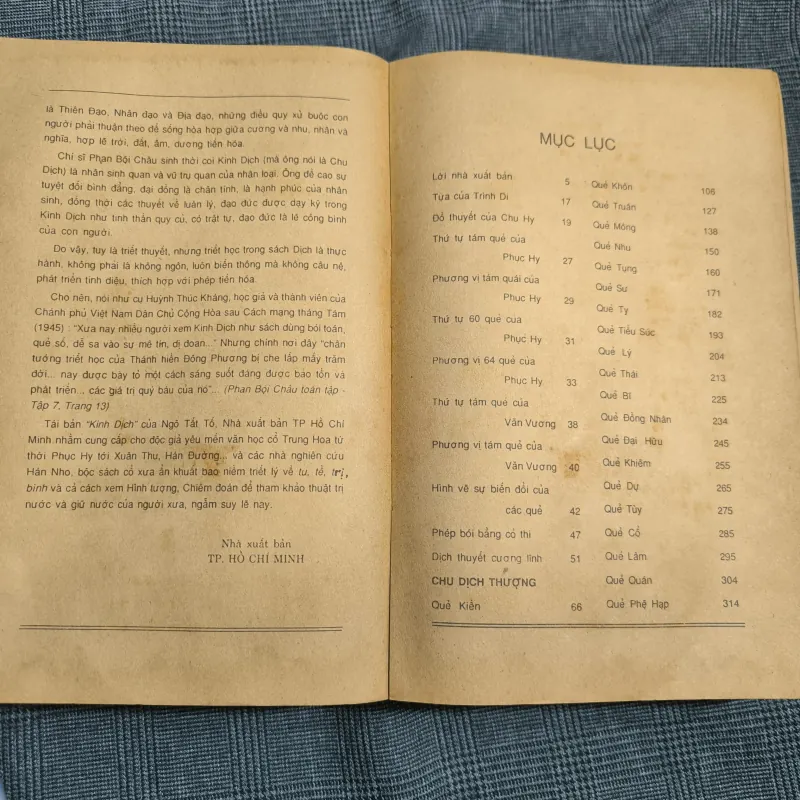 là Thiên Đạo, Nhân đạo và Địa đạo, những điều quy xử buộc con
người phải thuận theo để sống hòa hợp giữa cương và nhu, nhân và
nghĩa, hợp lẽ trời, đất, âm, dương tiến hóa.
Chí sĩ Phan Bội Châu sinh thời coi Kinh Dịch (mà ông nói là Chu
Dịch) là nhân sinh quan và vũ trụ quan của nhân loại. Ông đề cao sự
tuyệt đối bình đẳng, đại đồng là chân tính, là hạnh phúc của nhân
sinh, đồng thời các thuyết về luân lý, đạo đức được dạy kỹ trong
Kinh Dịch như tinh thần quy củ, có trật tự, đạo đức là lẽ công bình
của con người.
Do vậy, tuy là triết thuyết, nhưng triết học trong sách Dịch là thực
hành, không phải là không ngôn, luôn biến thông mà không câu nệ,
phát triển tinh diệu, thích hợp với phép tiến hóa.
Cho nên, nói như cụ Huỳnh Thúc Kháng, học giả và thành viên của
Chánh phủ Việt Nam Dân Chủ Cộng Hòa sau Cách mạng tháng Tám
(1945) : "Xưa nay nhiều người xem Kinh Dịch như sách dùng bói toán,
quẻ số, để sa vào sự mê tín, dị đoan..." Nhưng chính nơi đây "chân
tướng triết học của Thánh hiền Đông Phương bị che lấp mấy trăm
đời... nay được bày tỏ một cách sáng suốt đáng được bảo tồn và
phát triển... các giá trị quý báu của nó"... (Phan Bội Châu toàn tập -
Tập 7, Trang 13)
Tái bản "Kinh Dịch" của Ngô Tất Tố, Nhà xuất bản TP Hồ Chí
Minh nhằm cung cấp cho độc giả yêu mến văn học cổ Trung Hoa từ
thời Phục Hy tới Xuân Thu, Hán Đường... và các nhà nghiên cứu
Hán Nho, bộc sách cổ xưa ẩn khuất bao niềm triết lý về tu, tề, trị,
bình và cả cách xem Hình tượng, Chiêm đoán để tham khảo thuật trị
nước và giữ nước của người xưa, ngẫm suy lẽ nay.
Nhà xuất bản
TP. HỒ CHÍ MINH
MỤC LỤC
Lời nhà xuất bản 5
Tựa của Trình Di 17
Đồ thuyết của Chu Hy 19
Thứ tự tám quẻ của
Phục Hy 27
Phương vị tám quái của
Phục Hy 29
Thứ tự 60 quẻ của
Phục Hy 31
Phương vị 64 quẻ của
Phục Hy 33
Thứ tự tám quẻ của
Văn Vương 38
Phương vị tám quẻ của
Văn Vương 40
Hình vẽ sự biến đổi của
các quẻ 42
Phép bói bằng cỏ thi 47
Dịch thuyết cương lĩnh 51
CHU DỊCH THƯỢNG
Quẻ Kiền 66
Quẻ Khôn 106
Quẻ Truân 127
Quẻ Mông 138
Quẻ Nhu 150
Quẻ Tụng 160
Quẻ Sư 171
Quẻ Tỵ 182
Quẻ Tiểu Súc 193
Quẻ Lý 204
Quẻ Thái 213
Quẻ Bĩ 225
Quẻ Đồng Nhân 234
Quẻ Đại Hữu 245
Quẻ Khiêm 255
Quẻ Dự 265
Quẻ Tùy 275
Quẻ Cổ 285
Quẻ Lâm 295
Quẻ Quán 304
Quẻ Phệ Hạp 314